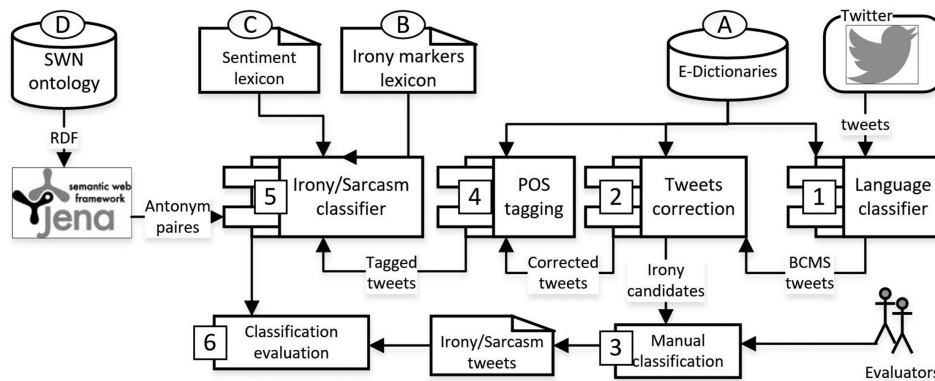 D
SWN
ontology
RDF
semantic web
framework
jena
Antonym
paires
C
Sentiment
lexicon
B
Irony markers
lexicon
A
E-Dictionaries
Twitter
tweets
5
Irony/Sarcasm
classifier
4
POS
tagging
2
Tweets
correction
1
Language
classifier
Tagged
tweets
Corrected
tweets
Irony
candidates
BCMS
tweets
6
Classification
evaluation
Irony/Sarcasm
tweets
3
Manual
classification
Evaluators